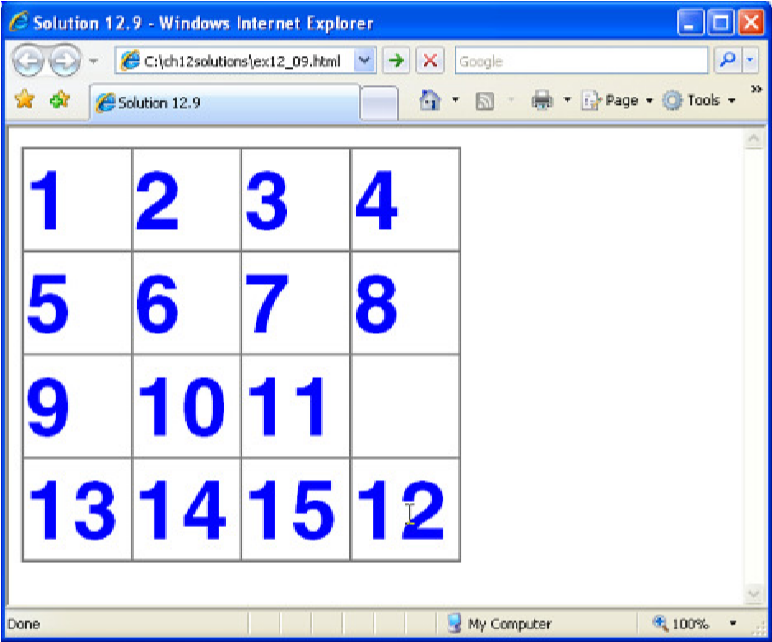 Solution 12.9 - Windows Internet Explorer
C:\ch12solutions\ex12_09.html Google
Solution 12.9 Page Tools »
1 2 3 4
5 6 7 8
9 10 11
13 14 15 12
Done My Computer 100%